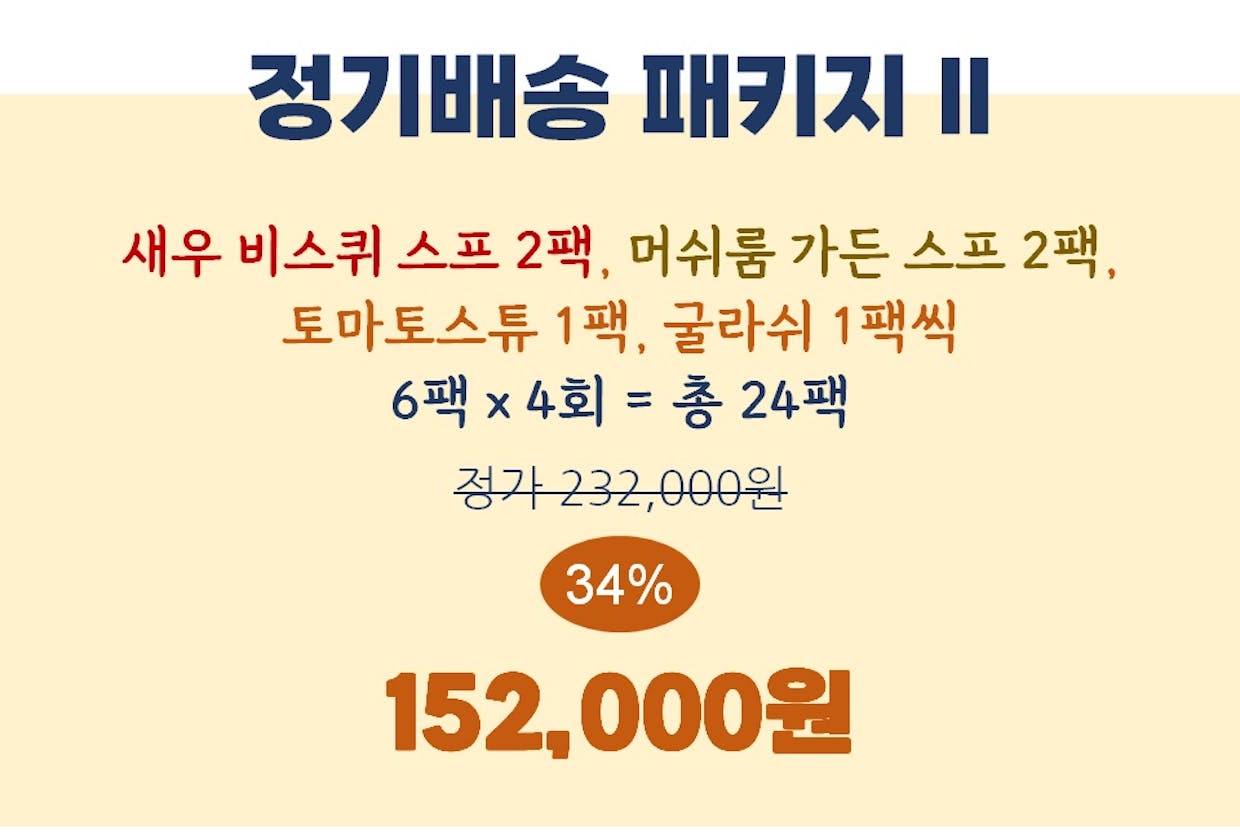 정기배송 패키지 II
새우 비스퀴 스프 2팩, 머쉬룸 가든 스프 2팩,
토마토스튜 1팩, 굴라쉬 1팩씩
6팩 x 4회 = 총 24팩
정가 232,000원
34%
152,000원